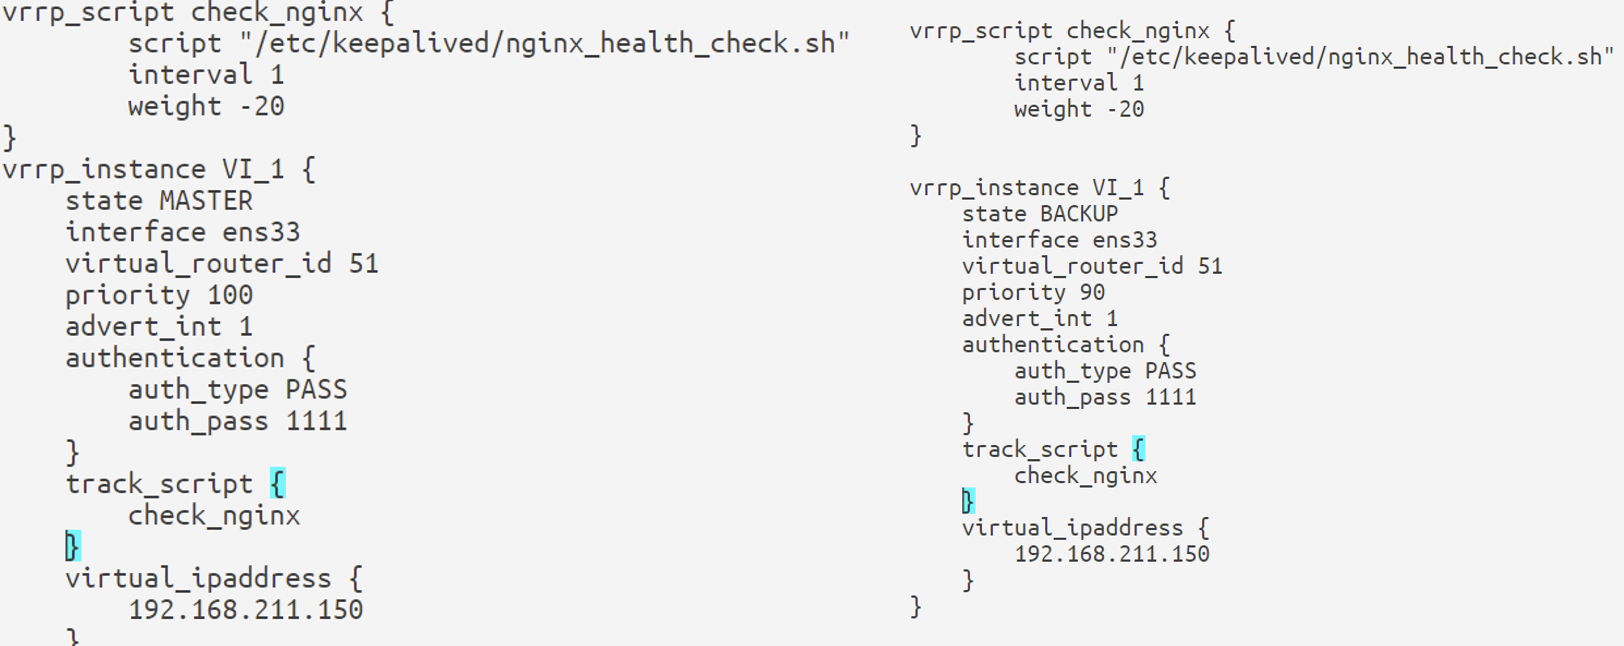 vrrp_script check_nginx {
        script "/etc/keepalived/nginx_health_check.sh"
        interval 1
        weight -20
}
vrrp_instance VI_1 {
    state MASTER
    interface ens33
    virtual_router_id 51
    priority 100
    advert_int 1
    authentication {
        auth_type PASS
        auth_pass 1111
    }
    track_script {
        check_nginx
    }
    virtual_ipaddress {
        192.168.211.150
    }
vrrp_script check_nginx {
        script "/etc/keepalived/nginx_health_check.sh"
        interval 1
        weight -20
}

vrrp_instance VI_1 {
    state BACKUP
    interface ens33
    virtual_router_id 51
    priority 90
    advert_int 1
    authentication {
        auth_type PASS
        auth_pass 1111
    }
    track_script {
        check_nginx
    }
    virtual_ipaddress {
        192.168.211.150
    }
}